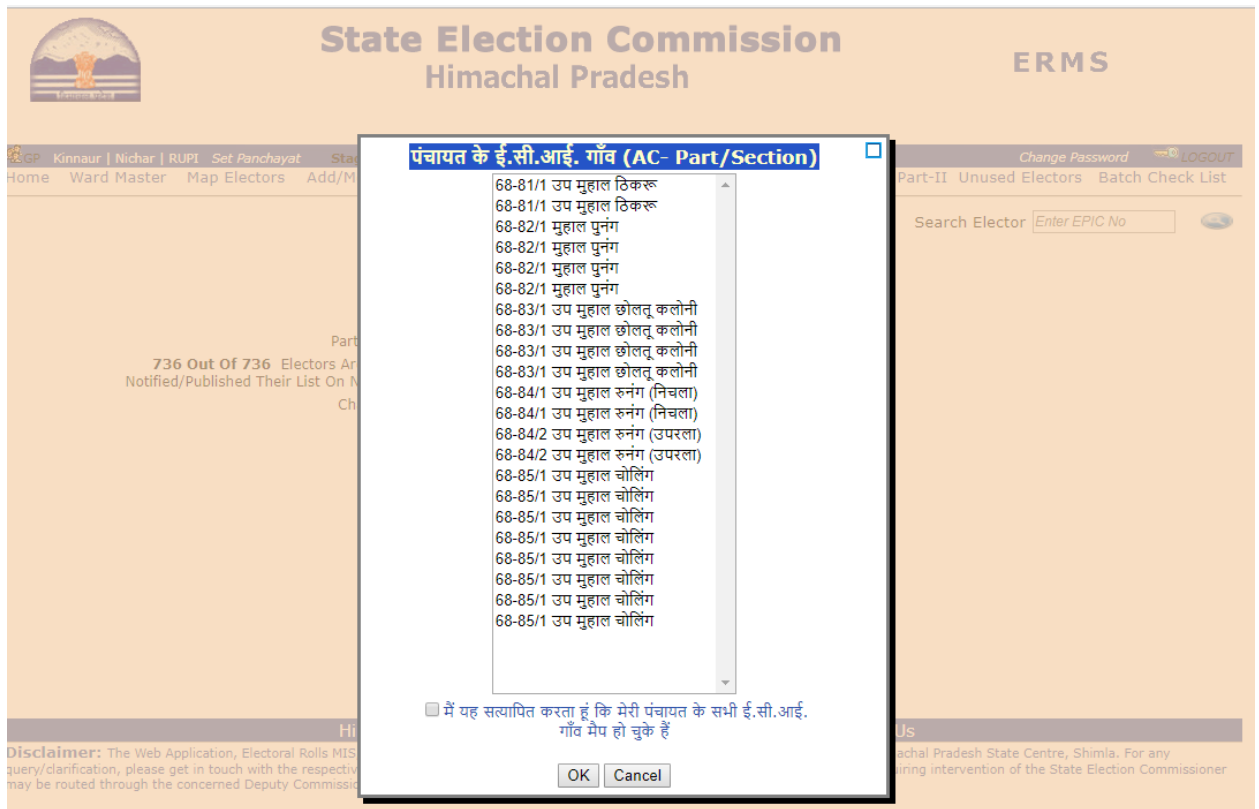 State Election Commission
Himachal Pradesh
ERMS
GP Kinnaur | Nichar | RUPI Set Panchayat
Change Password LOGOUT
Home Ward Master Map Electors Add/M
Part-II Unused Electors Batch Check List
Search Elector Enter EPIC No
Part
736 Out Of 736 Electors Ar
Notified/Published Their List On N
Ch
पंचायत के ई.सी.आई. गाँव (AC- Part/Section)
68-81/1 उप मुहाल ठिकरू
68-81/1 उप मुहाल ठिकरू
68-82/1 मुहाल पुनंग
68-82/1 मुहाल पुनंग
68-82/1 मुहाल पुनंग
68-82/1 मुहाल पुनंग
68-83/1 उप मुहाल छोलतू कलोनी
68-83/1 उप मुहाल छोलतू कलोनी
68-83/1 उप मुहाल छोलतू कलोनी
68-83/1 उप मुहाल छोलतू कलोनी
68-84/1 उप मुहाल रुनंग (निचला)
68-84/1 उप मुहाल रुनंग (निचला)
68-84/2 उप मुहाल रुनंग (उपरला)
68-84/2 उप मुहाल रुनंग (उपरला)
68-85/1 उप मुहाल चोलिंग
68-85/1 उप मुहाल चोलिंग
68-85/1 उप मुहाल चोलिंग
68-85/1 उप मुहाल चोलिंग
68-85/1 उप मुहाल चोलिंग
68-85/1 उप मुहाल चोलिंग
68-85/1 उप मुहाल चोलिंग
68-85/1 उप मुहाल चोलिंग
मैं यह सत्यापित करता हूं कि मेरी पंचायत के सभी ई.सी.आई.
गाँव मैप हो चुके हैं
OK Cancel
Hi
Us
Disclaimer: The Web Application, Electoral Rolls MIS
achal Pradesh State Centre, Shimla. For any
query/clarification, please get in touch with the respectiv
iring intervention of the State Election Commissioner
may be routed through the concerned Deputy Commissio